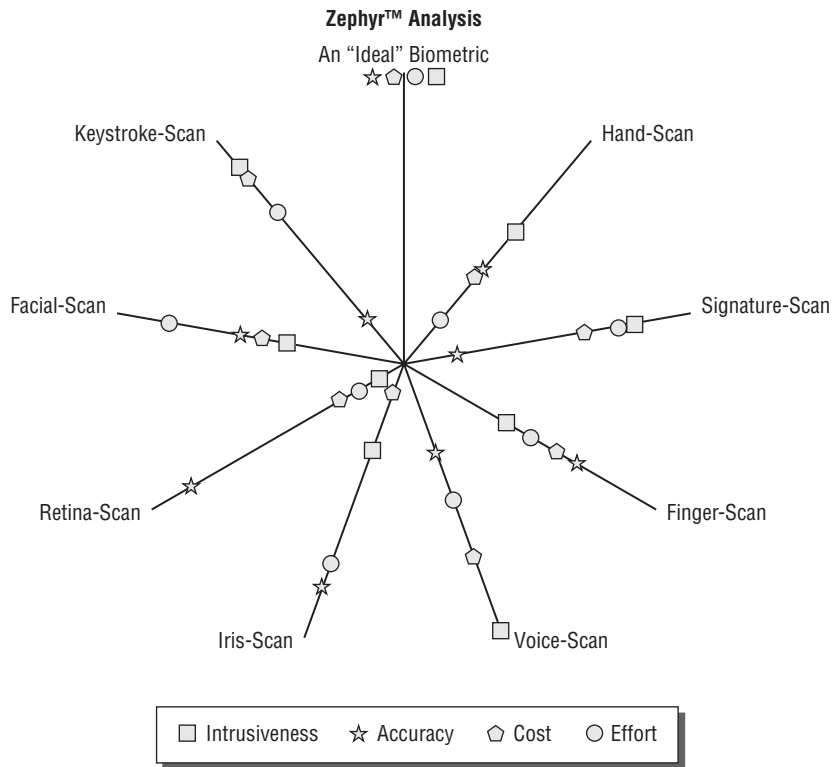 Zephyr™ Analysis
An “Ideal” Biometric
Keystroke-Scan
Hand-Scan
Facial-Scan
Signature-Scan
Retina-Scan
Finger-Scan
Iris-Scan
Voice-Scan
Intrusiveness Accuracy Cost Effort